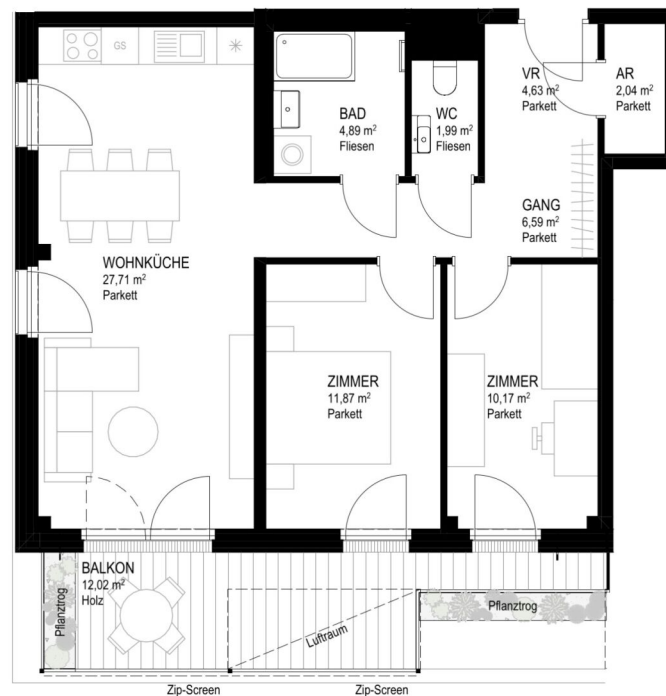 GS
VR
4,63 m²
Parkett
AR
2,04 m²
Parkett
BAD
4,89 m²
Fliesen
WC
1,99 m²
Fliesen
GANG
6,59 m²
Parkett
WOHNKÜCHE
27,71 m²
Parkett
ZIMMER
11,87 m²
Parkett
ZIMMER
10,17 m²
Parkett
BALKON
12,02 m²
Holz
Pflanztrog
Luftraum
Pflanztrog
Zip-Screen
Zip-Screen